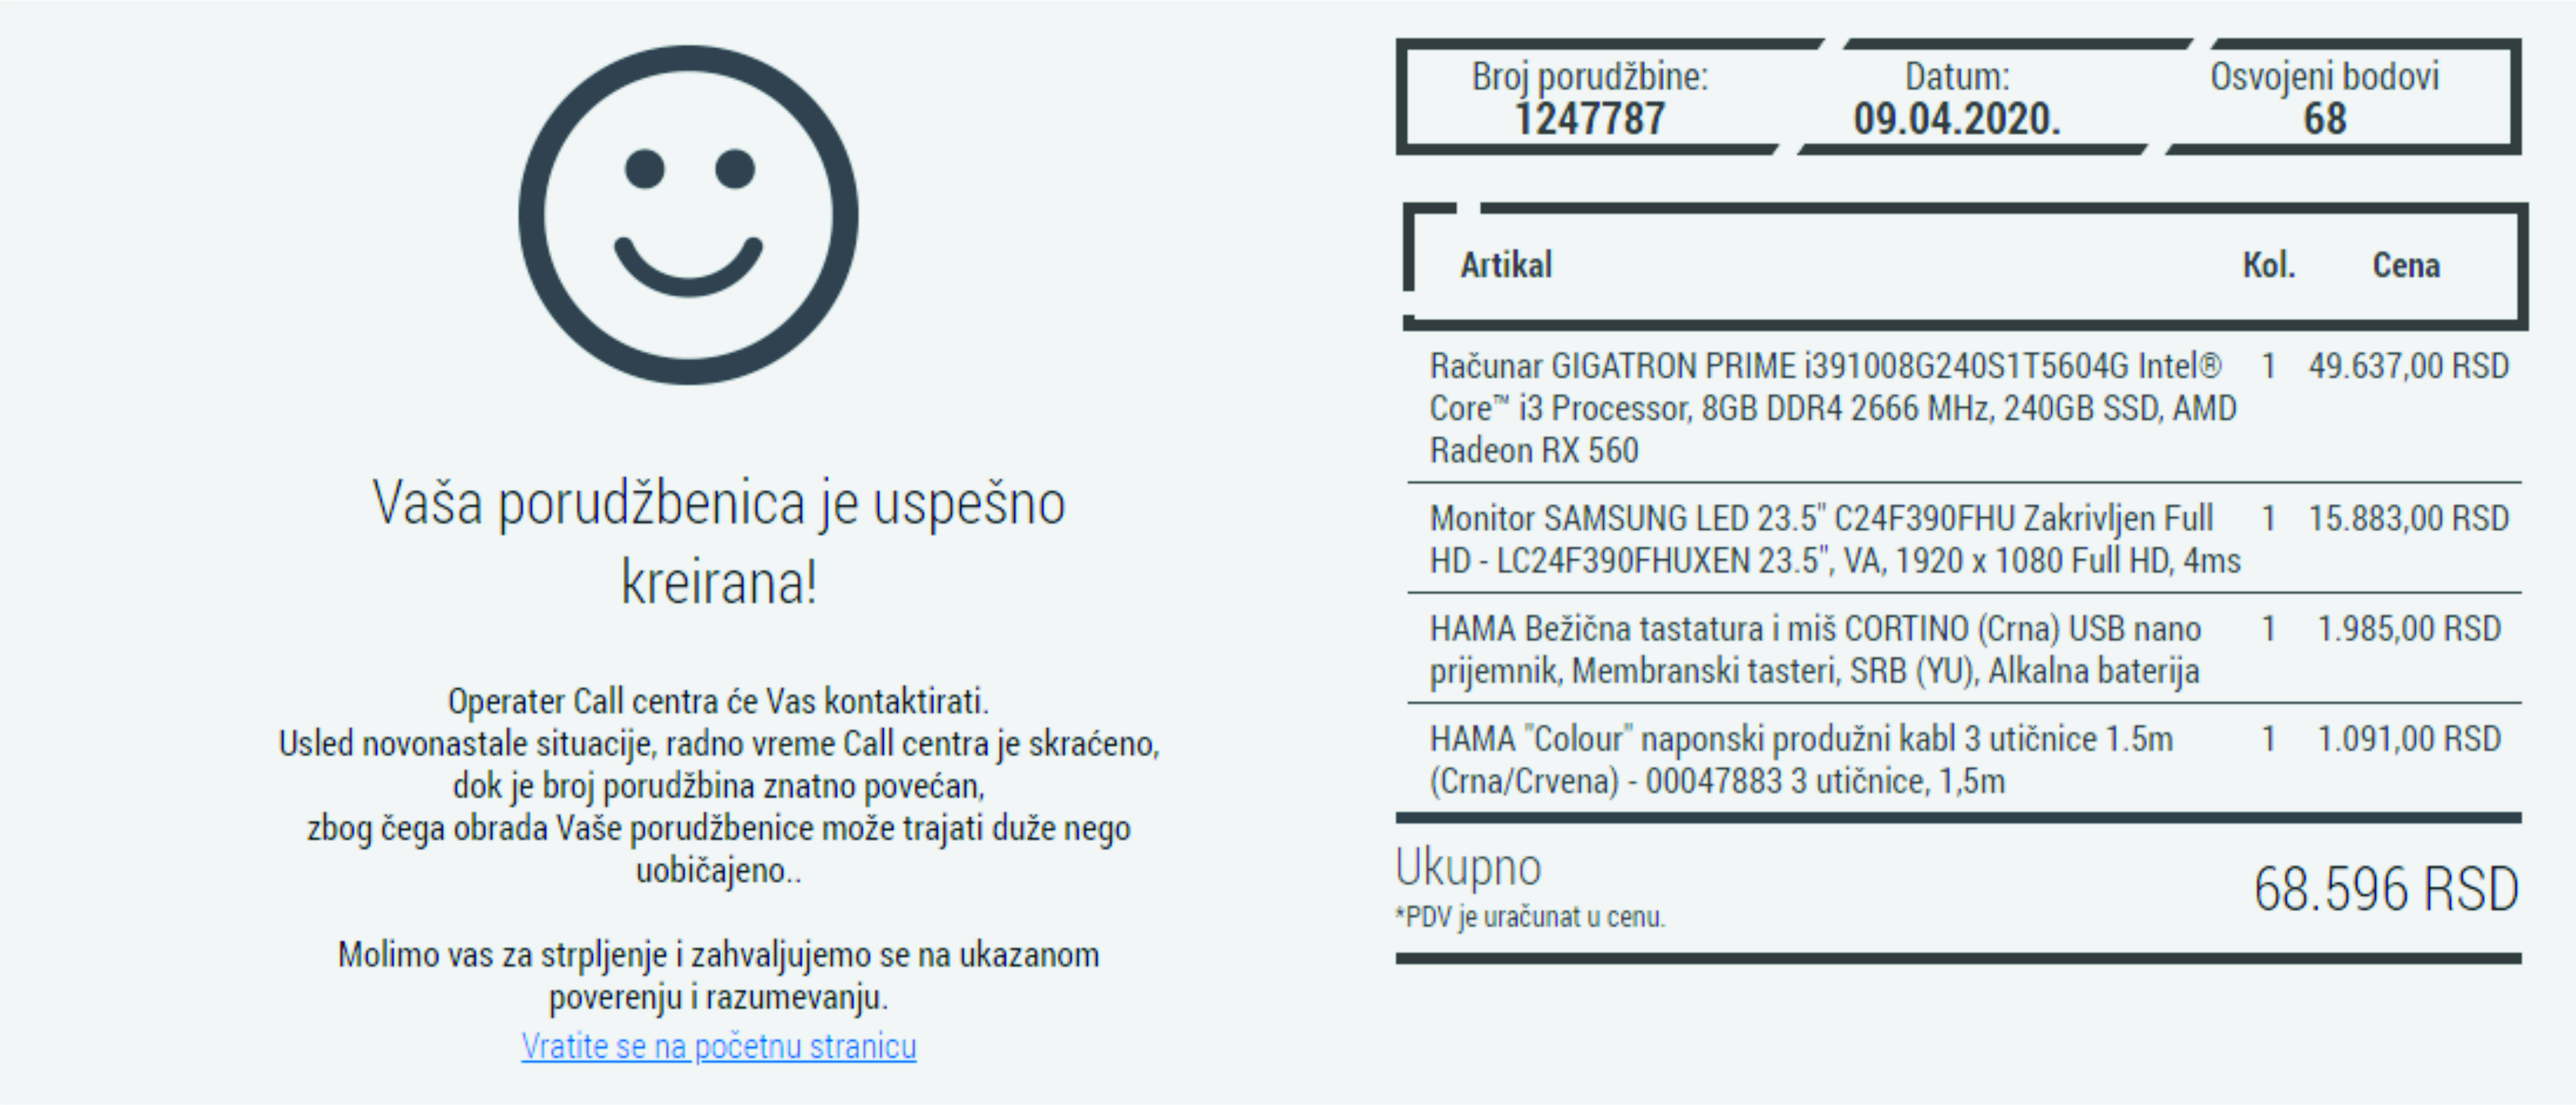 Vaša porudžbenica je uspešno
kreirana!
Operater Call centra će Vas kontaktirati.
Usled novonastale situacije, radno vreme Call centra je skraćeno,
dok je broj porudžbina znatno povećan,
zbog čega obrada Vaše porudžbenice može trajati duže nego
uobičajeno..
Molimo vas za strpljenje i zahvaljujemo se na ukazanom
poverenju i razumevanju.
Vratite se na početnu stranicu
Broj porudžbine: Datum: Osvojeni bodovi
1247787 09.04.2020. 68
Artikal Kol. Cena
Računar GIGATRON PRIME i391008G240S1T5604G Intel® 1 49.637,00 RSD
Core™ i3 Processor, 8GB DDR4 2666 MHz, 240GB SSD, AMD
Radeon RX 560
Monitor SAMSUNG LED 23.5" C24F390FHU Zakrivljen Full 1 15.883,00 RSD
HD - LC24F390FHUXEN 23.5", VA, 1920 x 1080 Full HD, 4ms
HAMA Bežična tastatura i miš CORTINO (Crna) USB nano 1 1.985,00 RSD
prijemnik, Membranski tasteri, SRB (YU), Alkalna baterija
HAMA "Colour" naponski produžni kabl 3 utičnice 1.5m 1 1.091,00 RSD
(Crna/Crvena) - 00047883 3 utičnice, 1,5m
Ukupno 68.596 RSD
*PDV je uračunat u cenu.